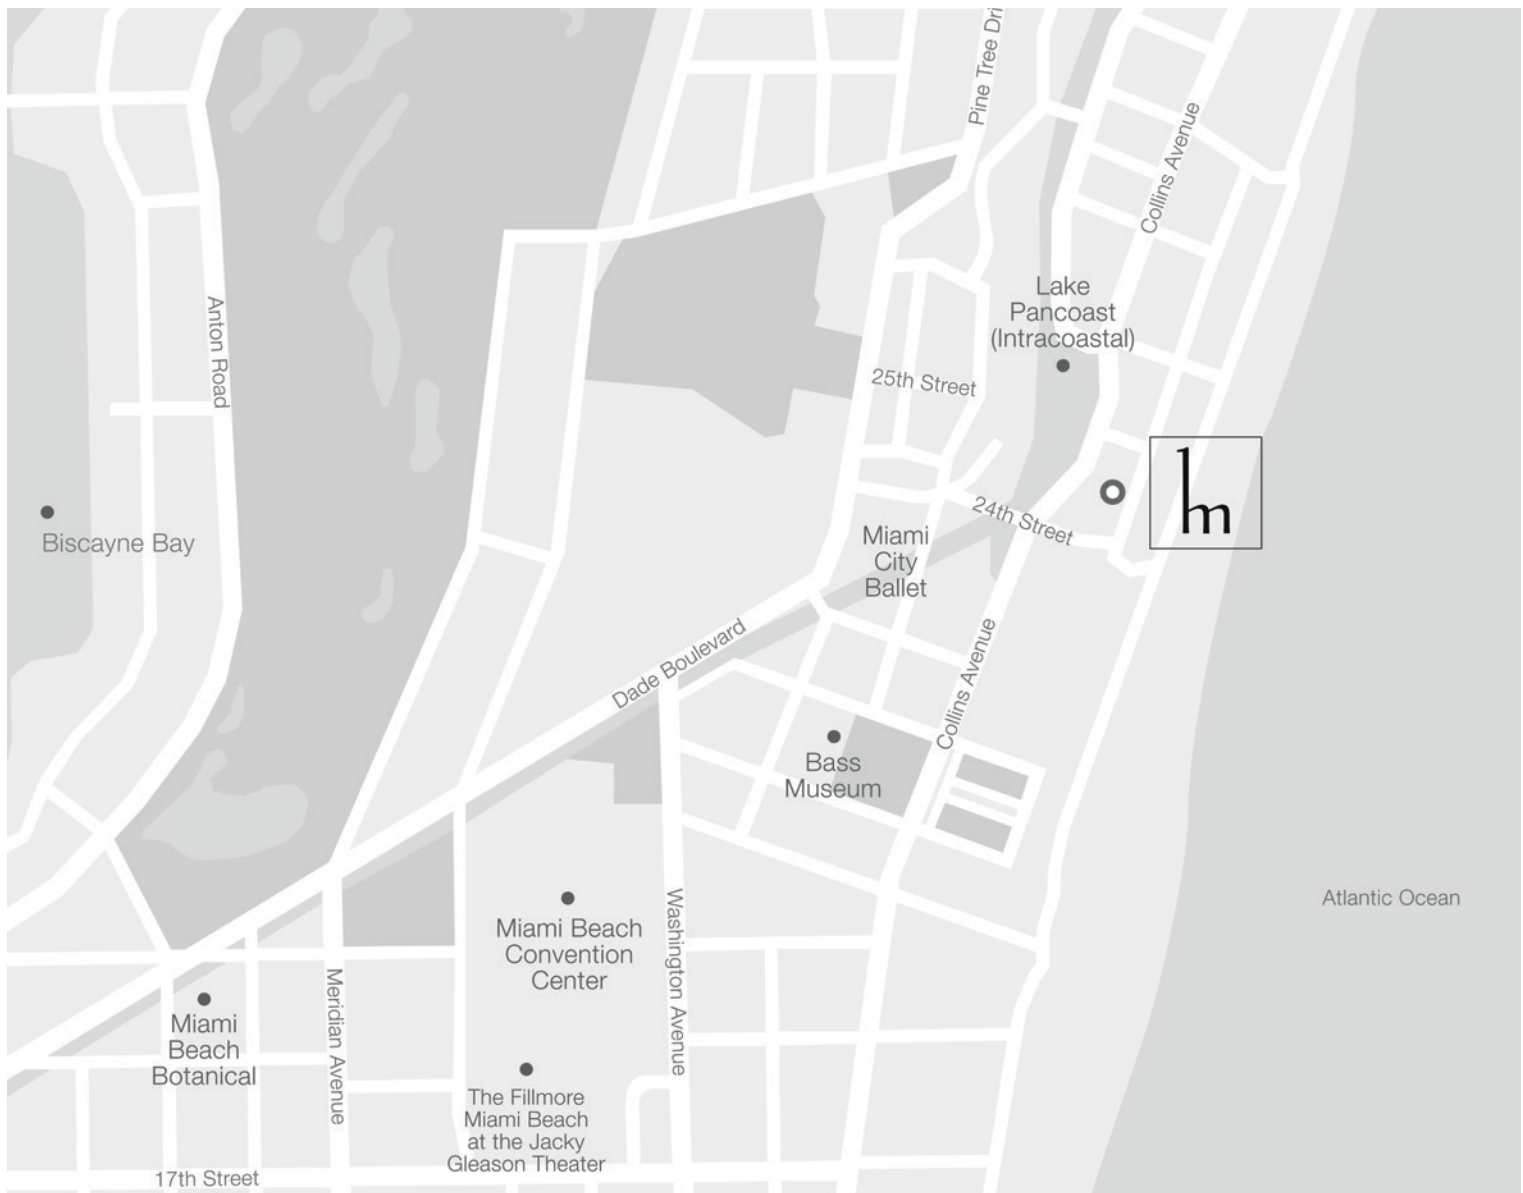 Pine Tree Dri
Collins Avenue
Lake
Pancoast
(Intracoastal)
Anton Road
25th Street
hm
24th Street
Biscayne Bay
Miami
City
Ballet
Dade Boulevard
Collins Avenue
Bass
Museum
Atlantic Ocean
Washington Avenue
Miami Beach
Convention
Center
Meridian Avenue
Miami
Beach
Botanical
The Fillmore
Miami Beach
at the Jacky
Gleason Theater
17th Street